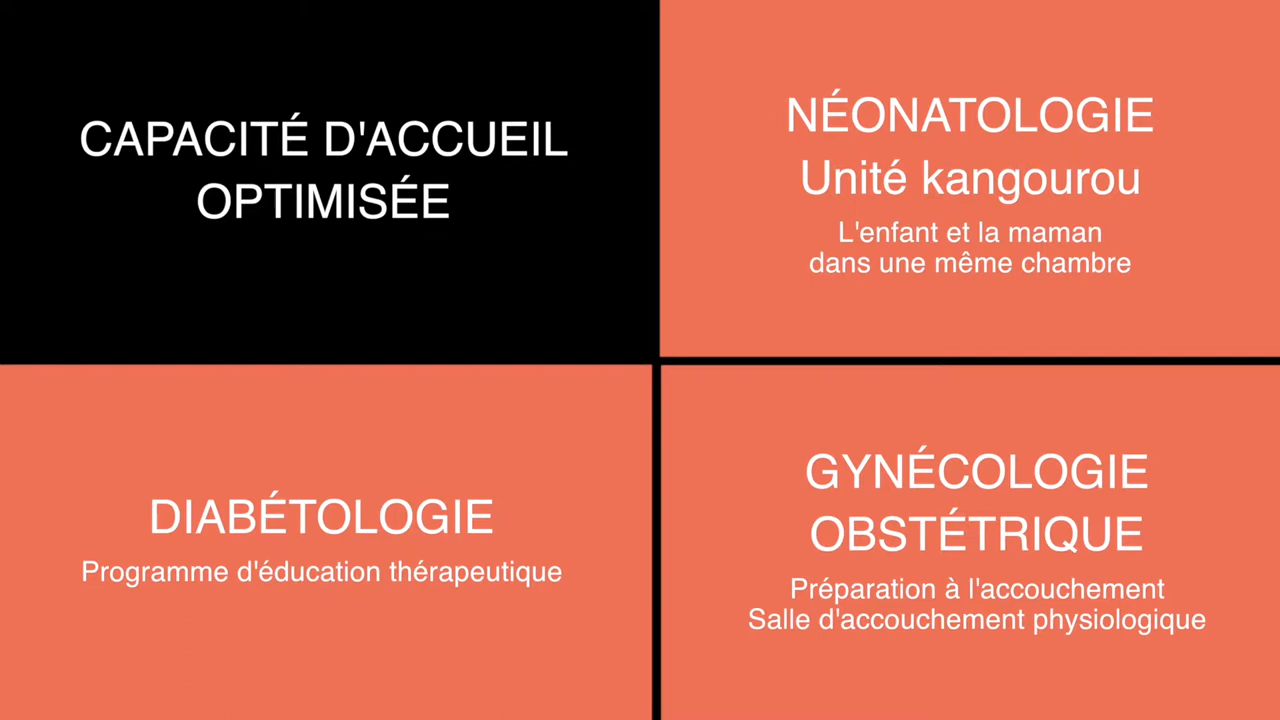 CAPACITÉ D'ACCUEIL
OPTIMISÉE
NÉONATOLOGIE
Unité kangourou
L'enfant et la maman
dans une même chambre
DIABÉTOLOGIE
Programme d'éducation thérapeutique
GYNÉCOLOGIE
OBSTÉTRIQUE
Préparation à l'accouchement
Salle d'accouchement physiologique